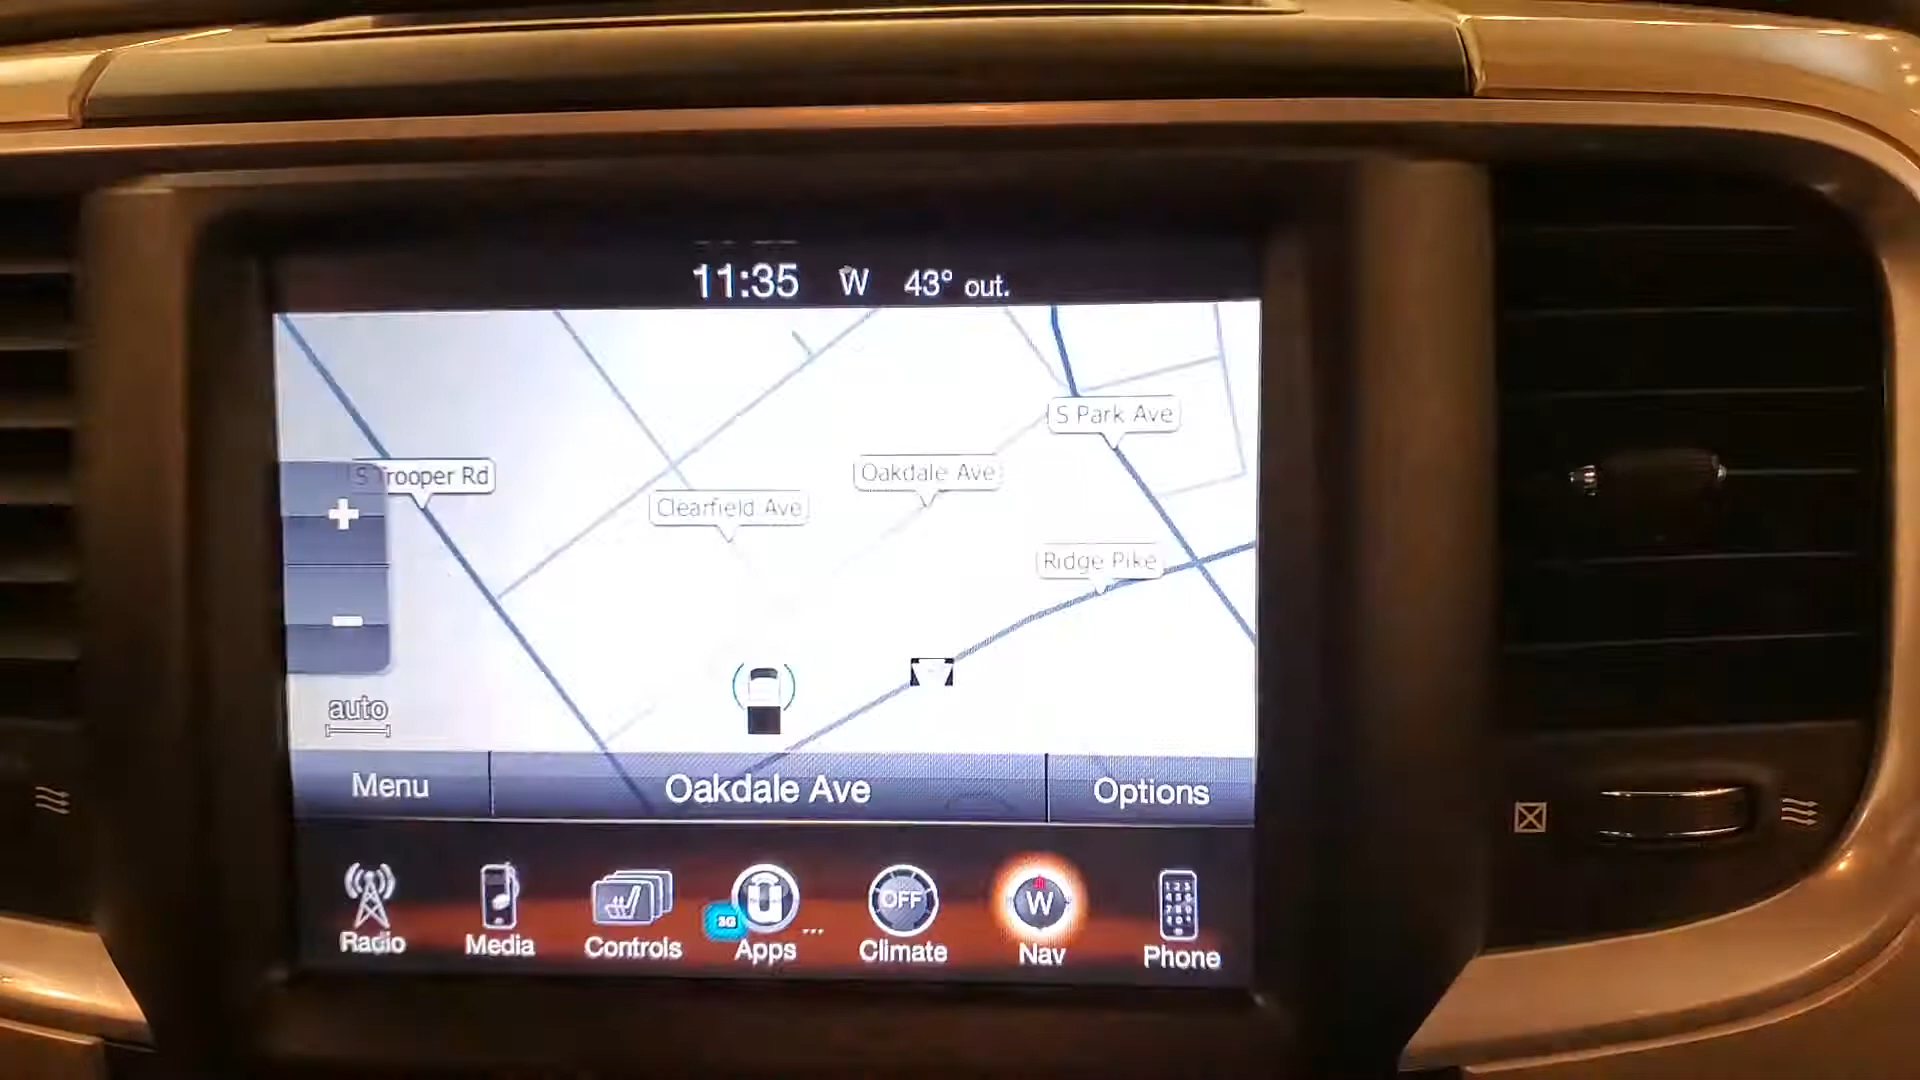 11:35 W 43° out.
S Park Ave
S Trooper Rd
Oakdale Ave
Clearfield Ave
Ridge Pike
+
−
auto
Menu
Oakdale Ave
Options
OFF
W
3G
Radio
Media
Controls
Apps
...
Climate
Nav
Phone